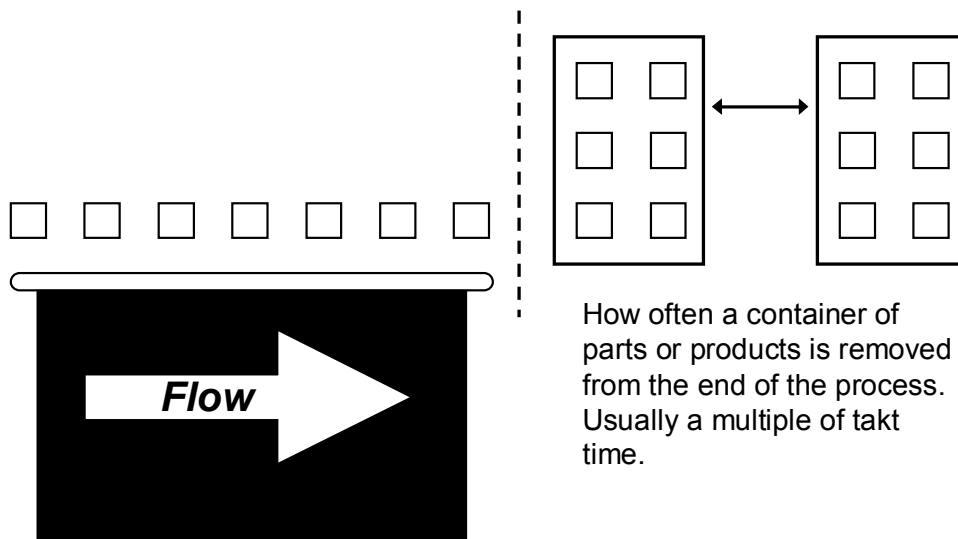 Flow
How often a container of
parts or products is removed
from the end of the process.
Usually a multiple of takt
time.